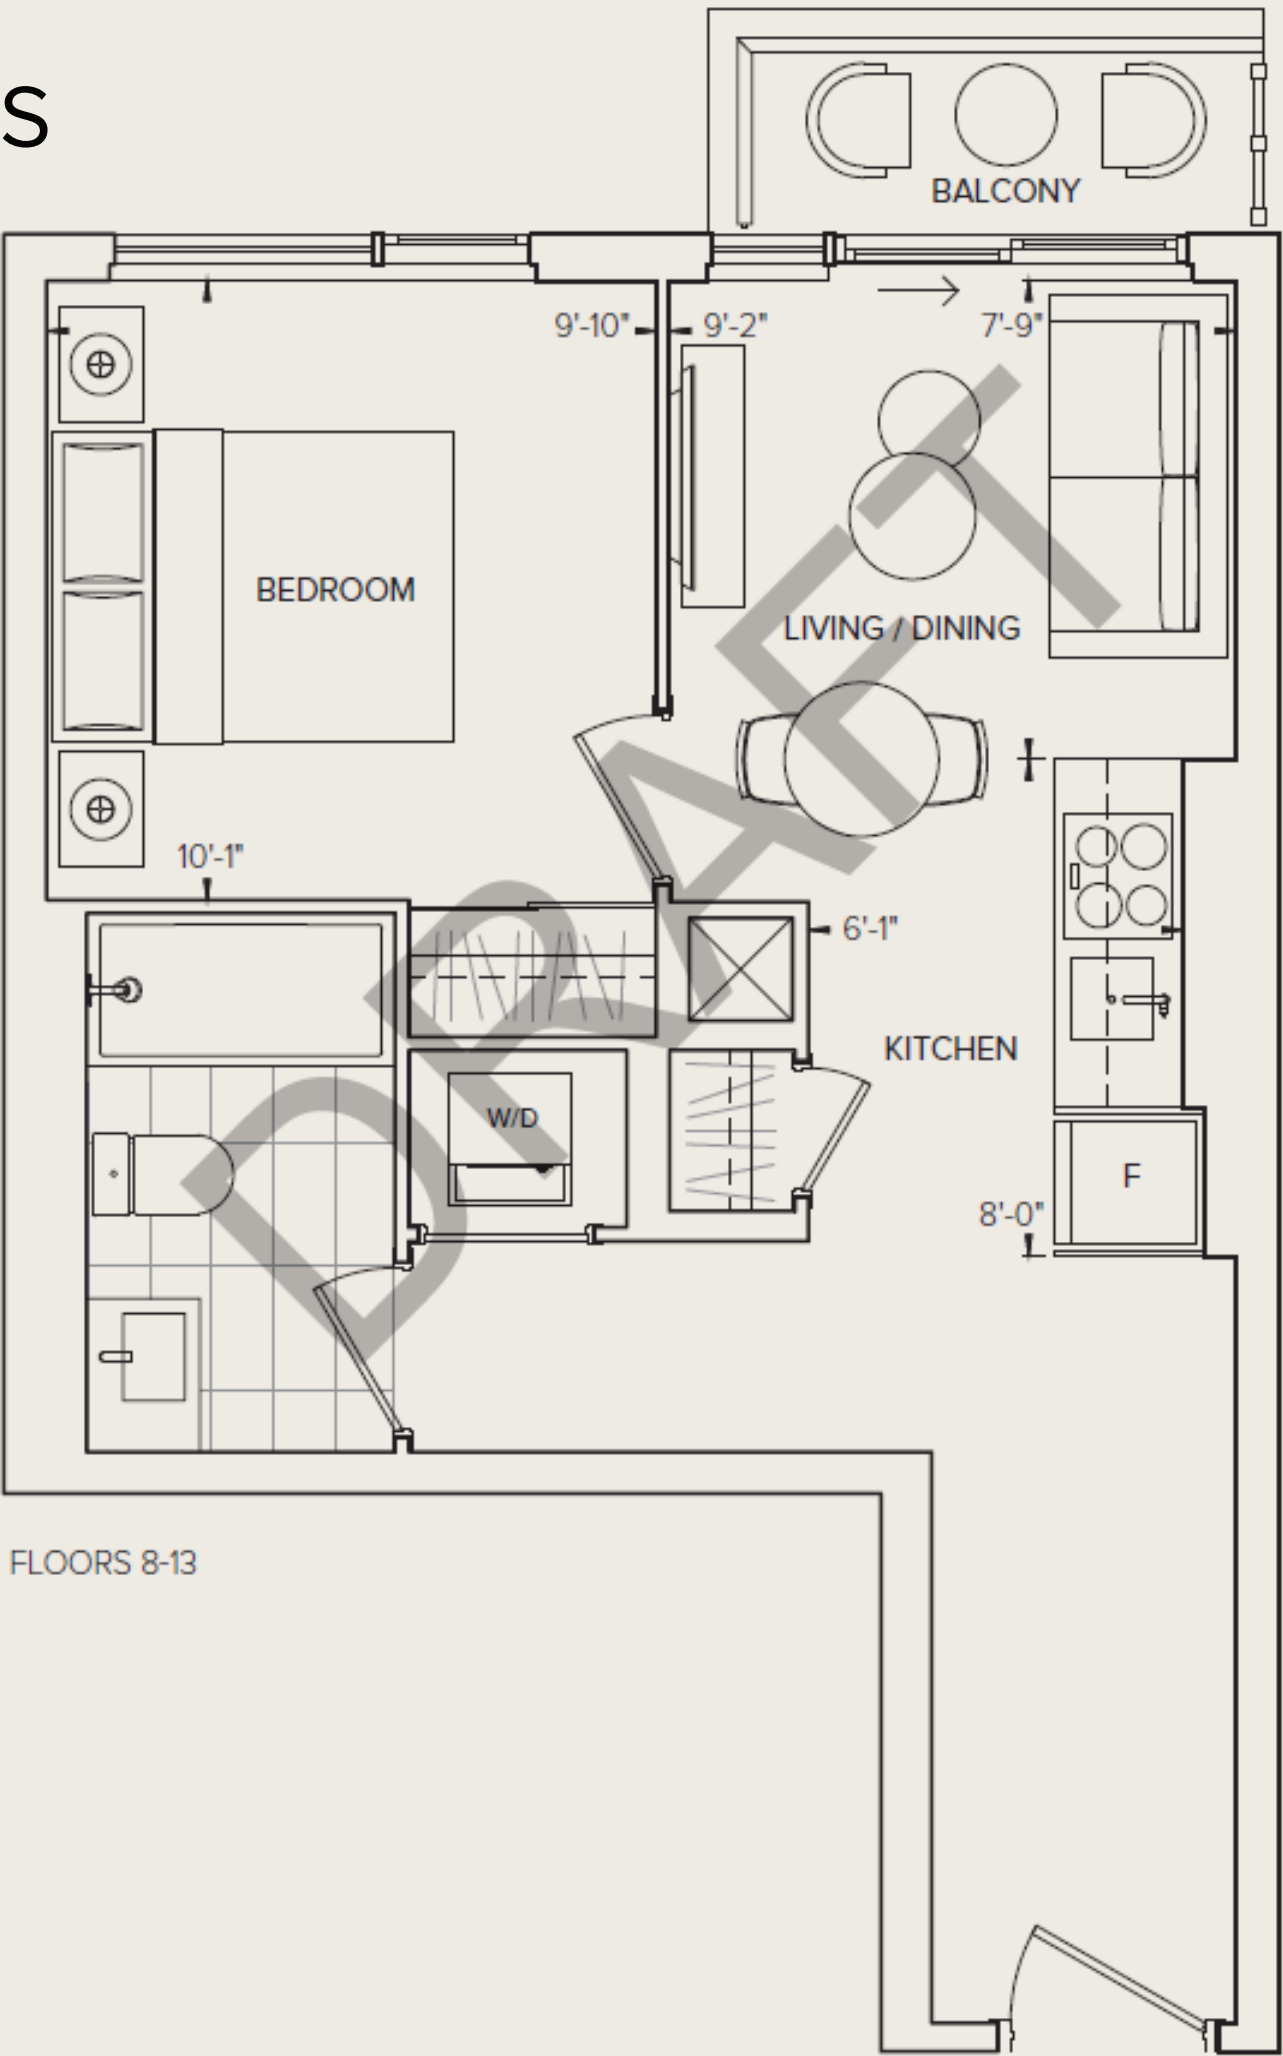 S
BALCONY
9'-10"
9'-2"
7'-9"
BEDROOM
LIVING / DINING
10'-1"
6'-1"
KITCHEN
W/D
F
8'-0"
DRAFT
FLOORS 8-13